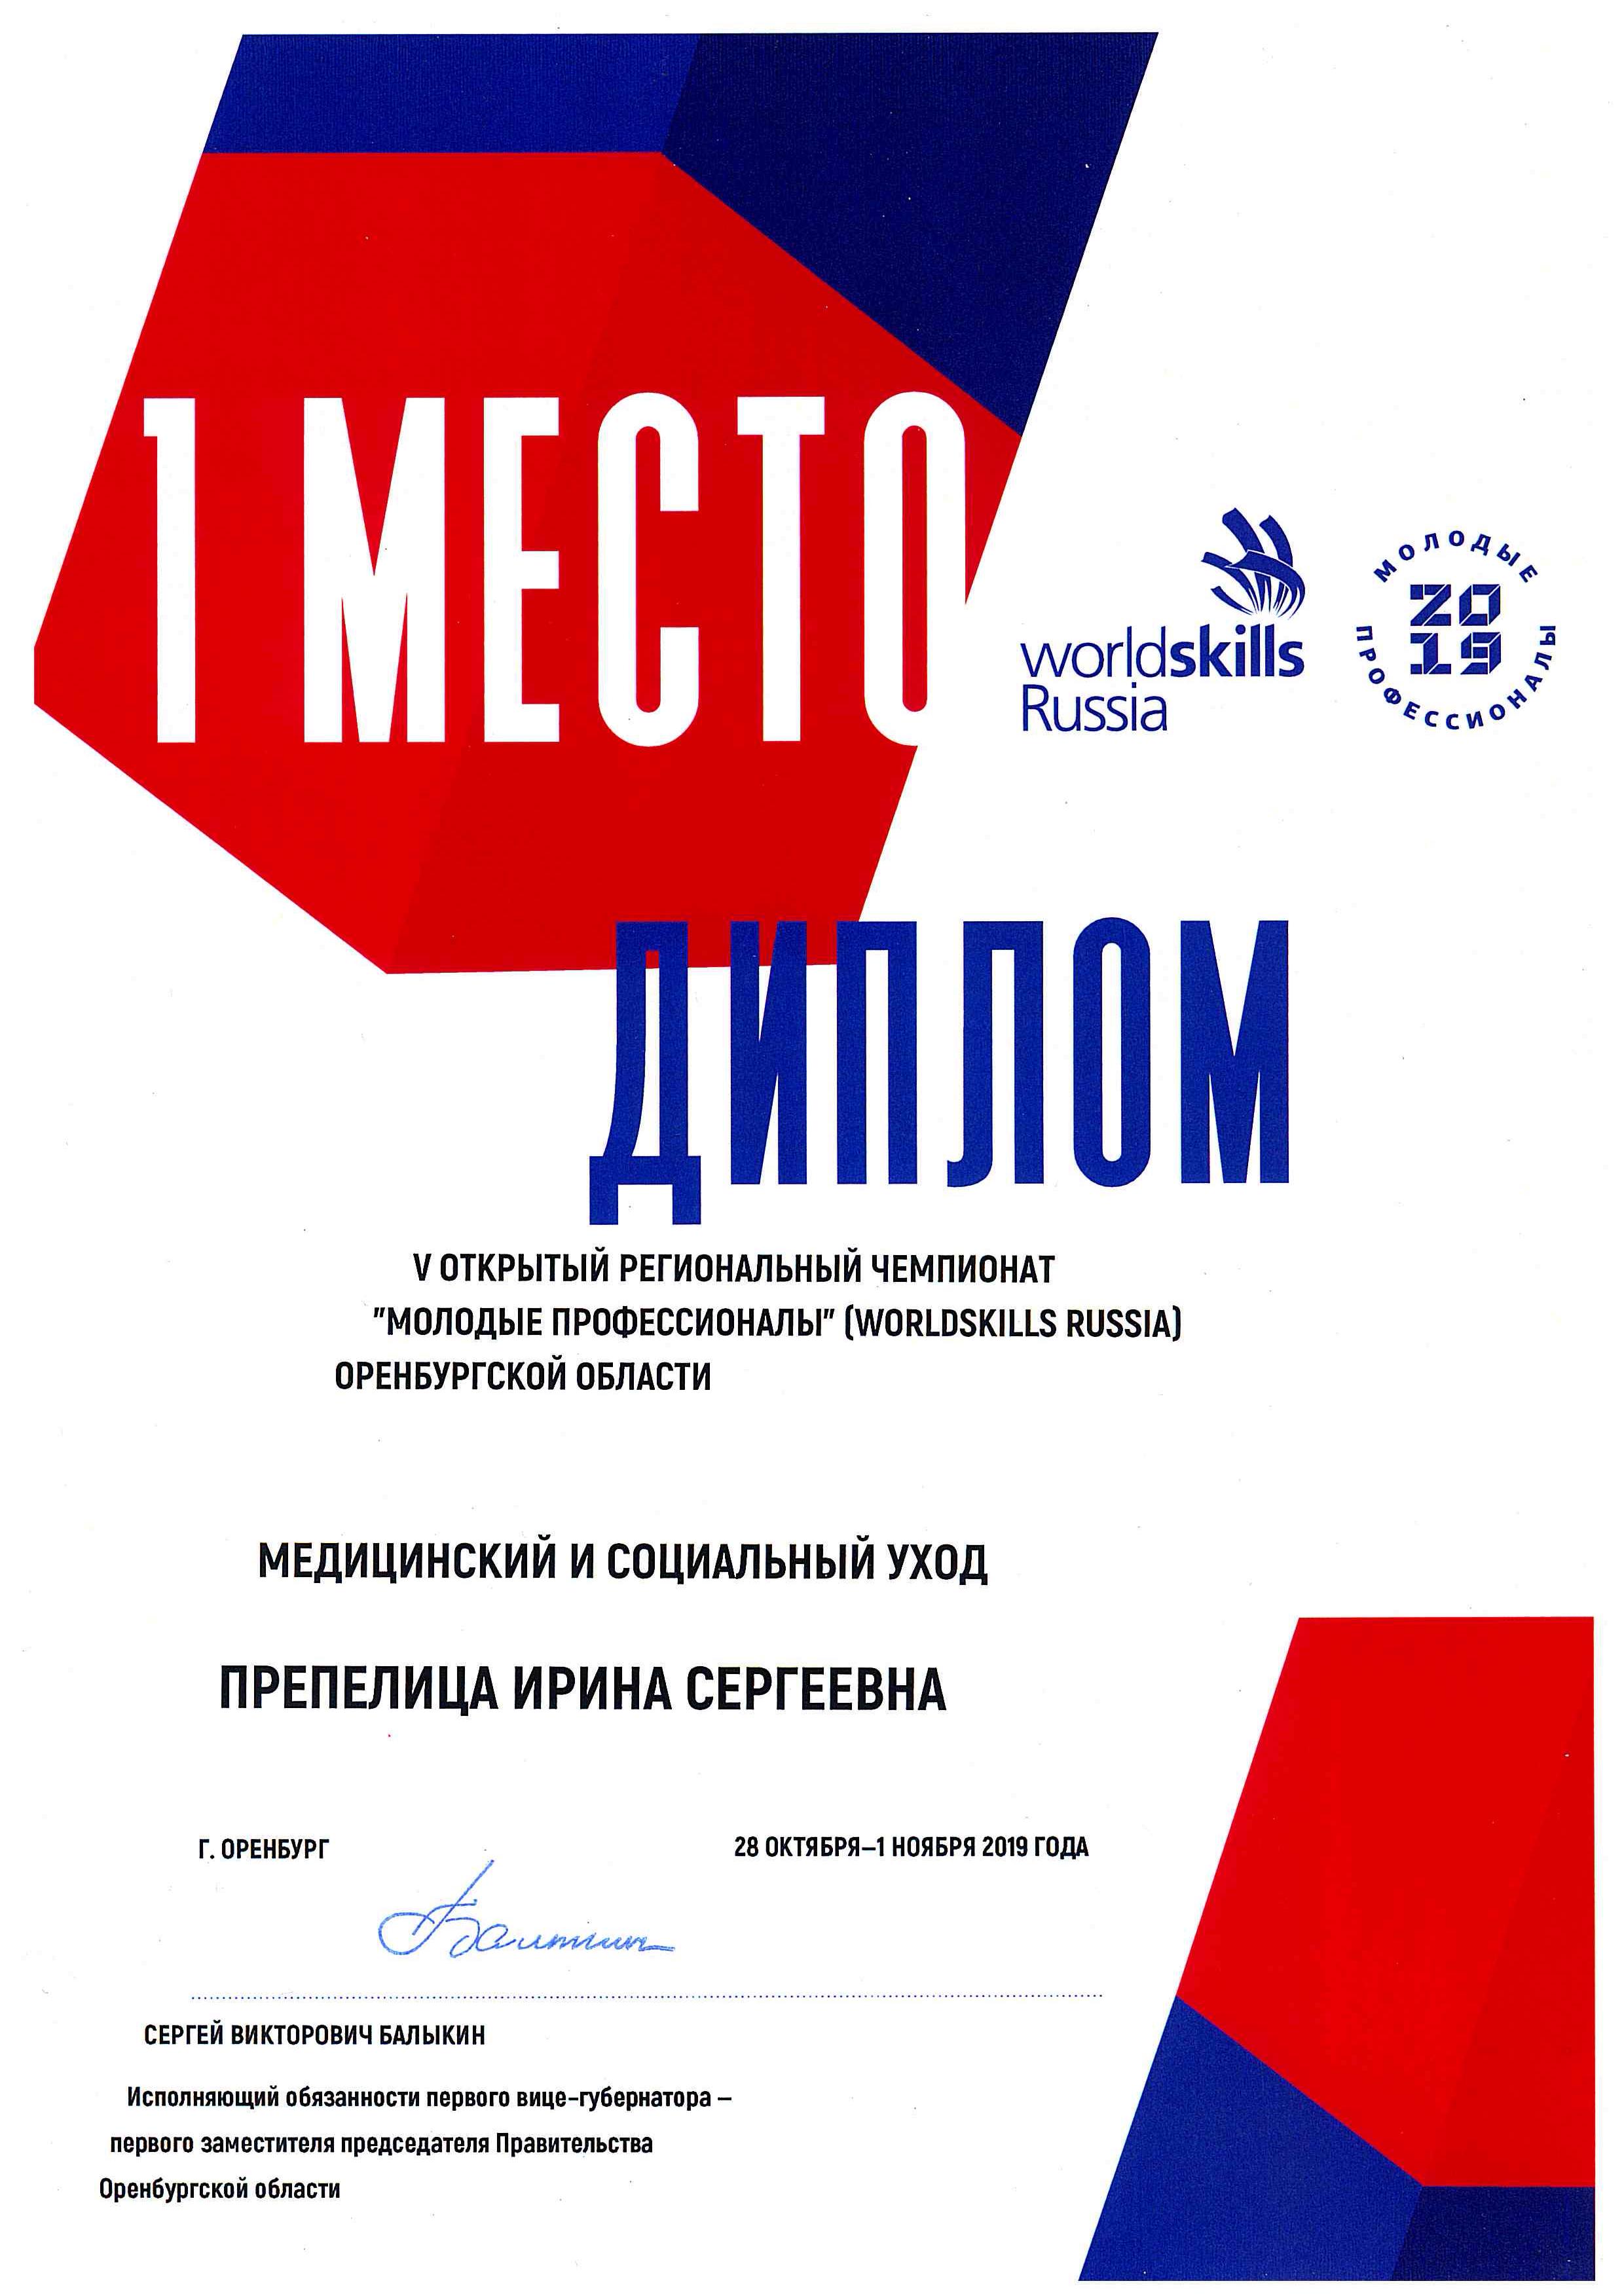 1 МЕСТО
worldskills
Russia
МОЛОДЫЕ
20
19
ПРОФЕССИОНАЛЫ
ДИПЛОМ
V ОТКРЫТЫЙ РЕГИОНАЛЬНЫЙ ЧЕМПИОНАТ
"МОЛОДЫЕ ПРОФЕССИОНАЛЫ" (WORLDSKILLS RUSSIA)
ОРЕНБУРГСКОЙ ОБЛАСТИ
МЕДИЦИНСКИЙ И СОЦИАЛЬНЫЙ УХОД
ПРЕПЕЛИЦА ИРИНА СЕРГЕЕВНА
Г. ОРЕНБУРГ
28 ОКТЯБРЯ–1 НОЯБРЯ 2019 ГОДА
СЕРГЕЙ ВИКТОРОВИЧ БАЛЫКИН
Исполняющий обязанности первого вице-губернатора –
первого заместителя председателя Правительства
Оренбургской области